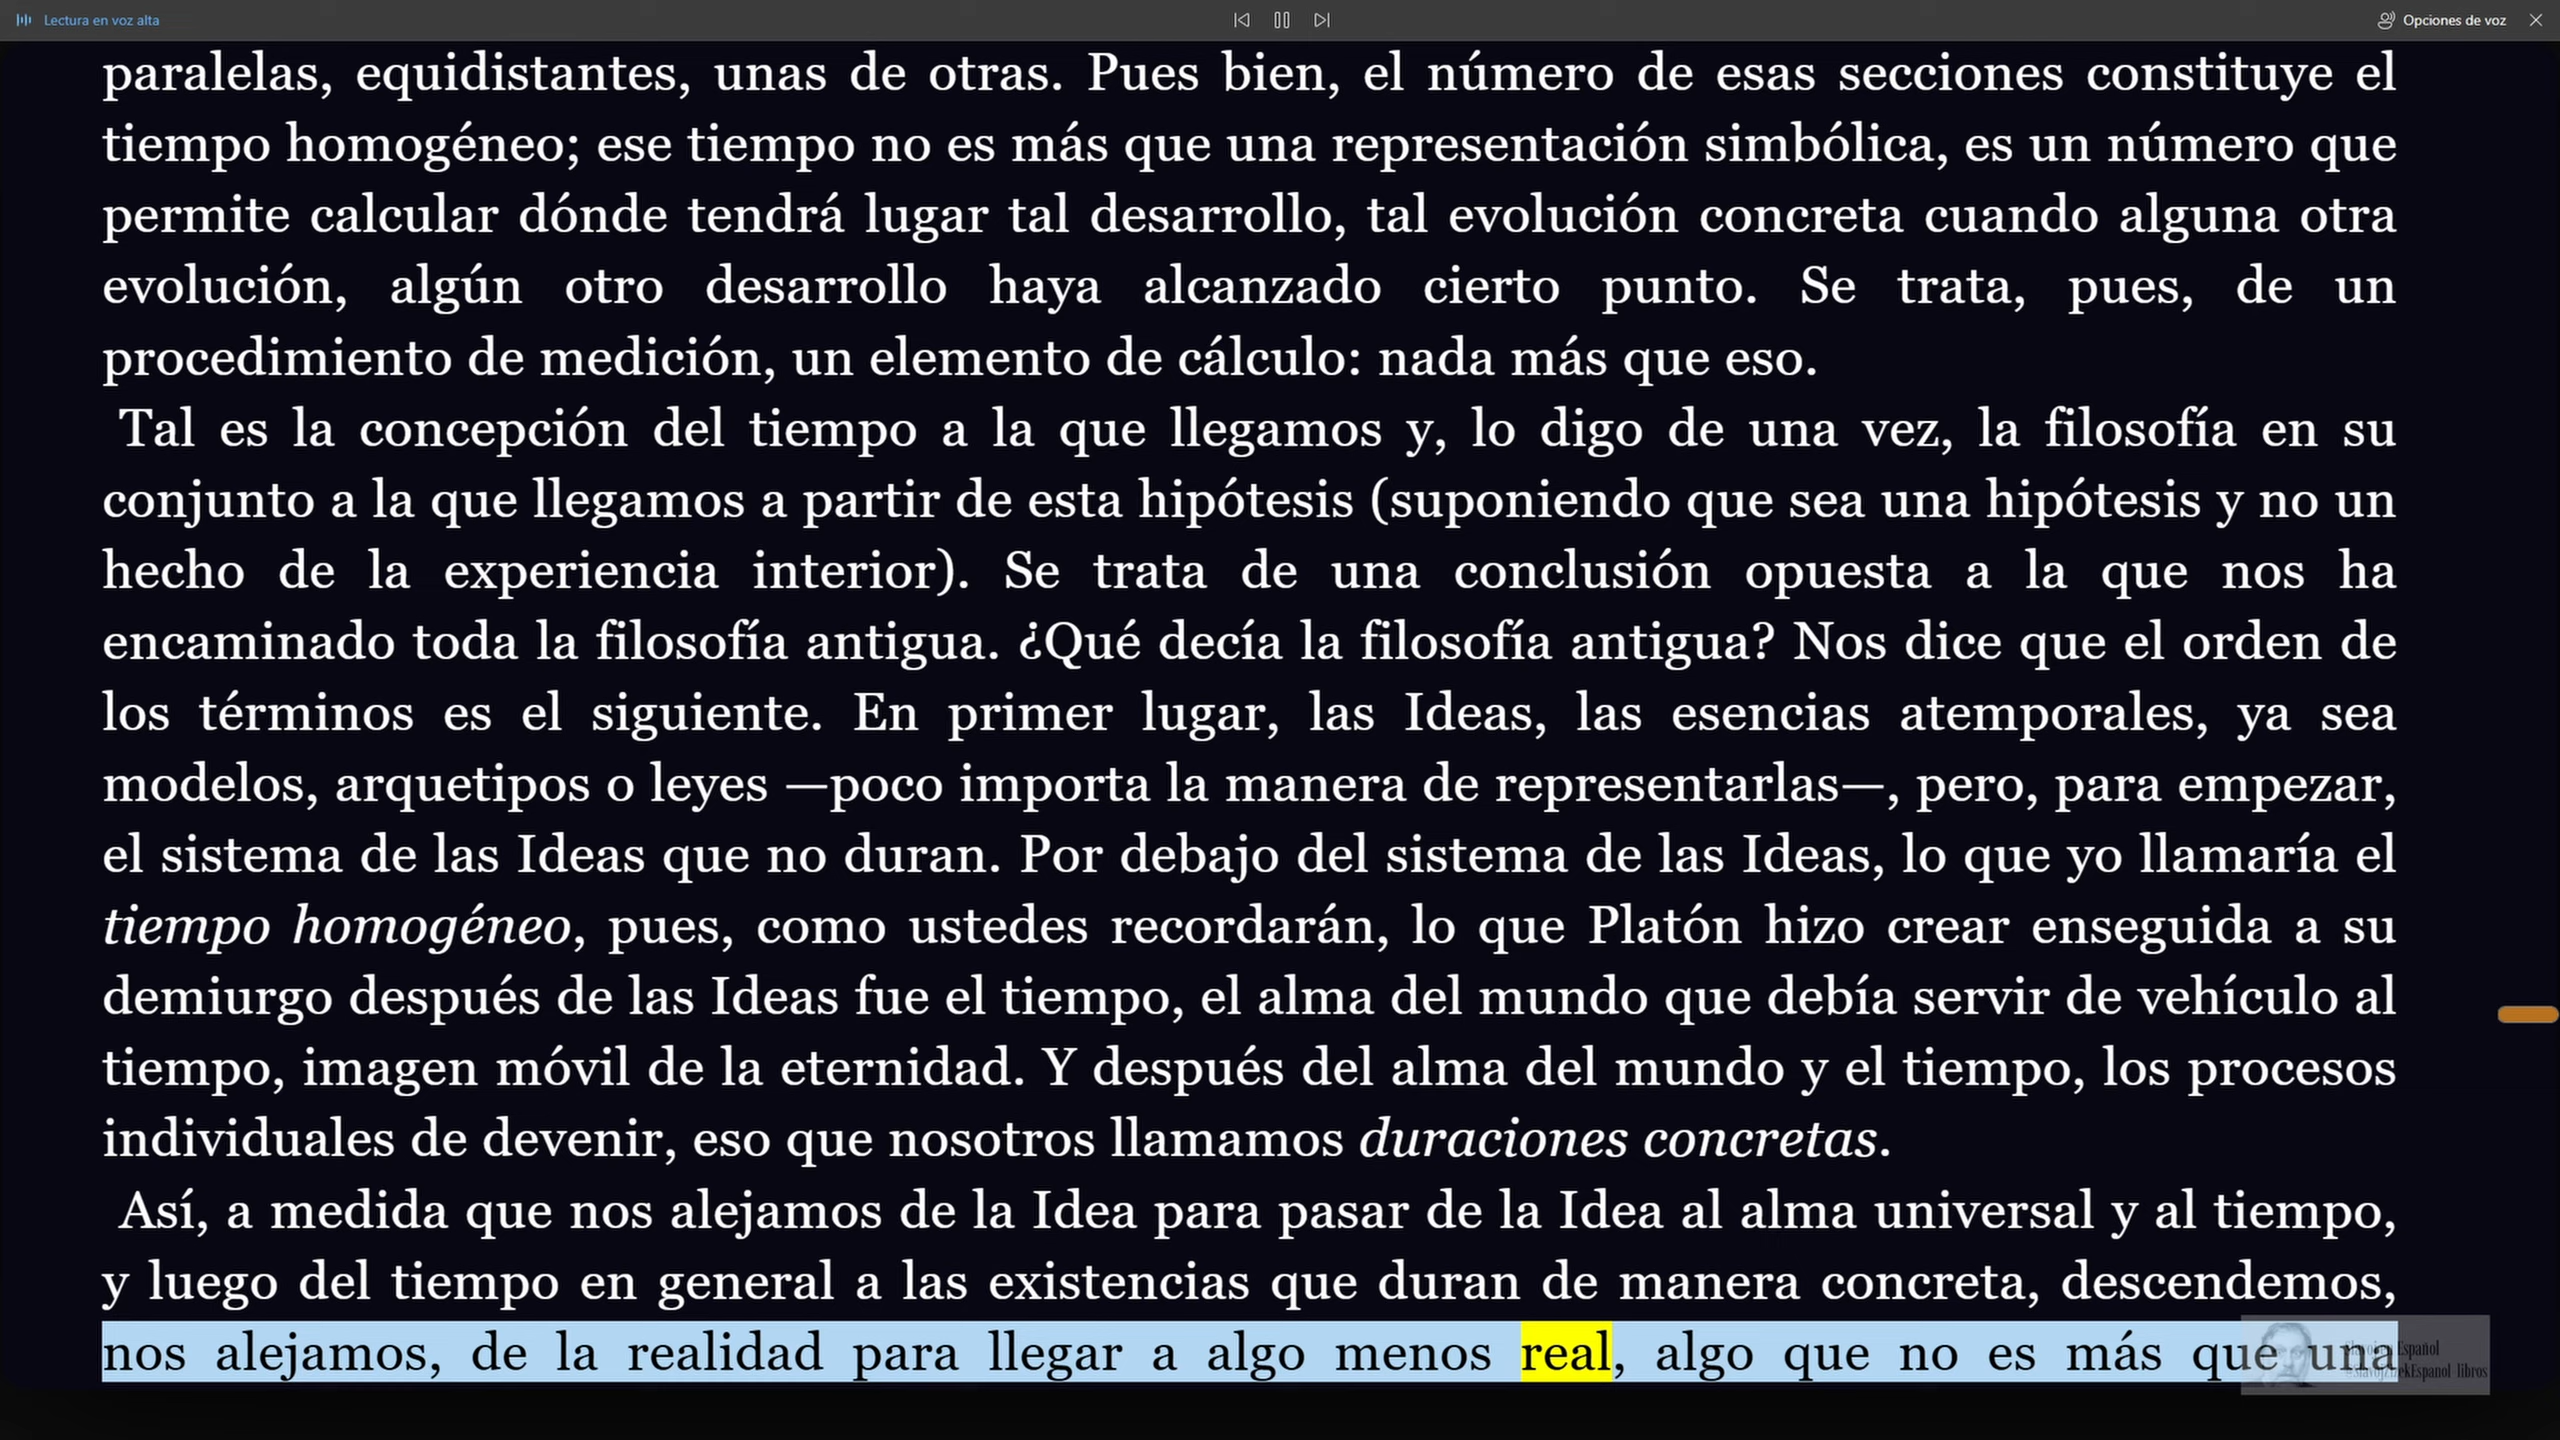 Lectura en voz alta
Opciones de voz
paralelas, equidistantes, unas de otras. Pues bien, el número de esas secciones constituye el
tiempo homogéneo; ese tiempo no es más que una representación simbólica, es un número que
permite calcular dónde tendrá lugar tal desarrollo, tal evolución concreta cuando alguna otra
evolución, algún otro desarrollo haya alcanzado cierto punto. Se trata, pues, de un
procedimiento de medición, un elemento de cálculo: nada más que eso.
Tal es la concepción del tiempo a la que llegamos y, lo digo de una vez, la filosofía en su
conjunto a la que llegamos a partir de esta hipótesis (suponiendo que sea una hipótesis y no un
hecho de la experiencia interior). Se trata de una conclusión opuesta a la que nos ha
encaminado toda la filosofía antigua. ¿Qué decía la filosofía antigua? Nos dice que el orden de
los términos es el siguiente. En primer lugar, las Ideas, las esencias atemporales, ya sea
modelos, arquetipos o leyes —poco importa la manera de representarlas—, pero, para empezar,
el sistema de las Ideas que no duran. Por debajo del sistema de las Ideas, lo que yo llamaría el
tiempo homogéneo, pues, como ustedes recordarán, lo que Platón hizo crear enseguida a su
demiurgo después de las Ideas fue el tiempo, el alma del mundo que debía servir de vehículo al
tiempo, imagen móvil de la eternidad. Y después del alma del mundo y el tiempo, los procesos
individuales de devenir, eso que nosotros llamamos duraciones concretas.
Así, a medida que nos alejamos de la Idea para pasar de la Idea al alma universal y al tiempo,
y luego del tiempo en general a las existencias que duran de manera concreta, descendemos,
nos alejamos, de la realidad para llegar a algo menos real, algo que no es más que una
Español